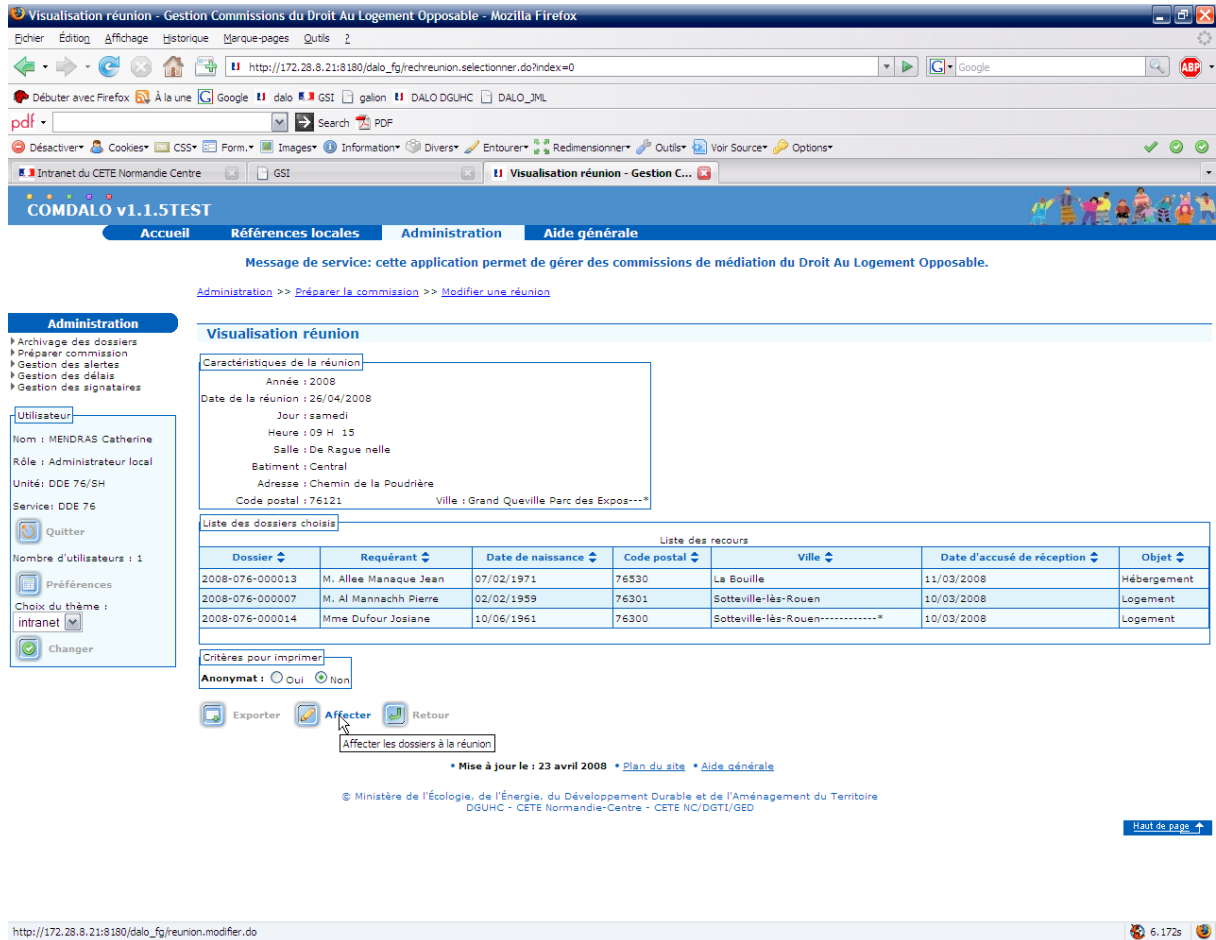 Visualisation réunion - Gestion Commissions du Droit Au Logement Opposable - Mozilla Firefox
Fichier Édition Affichage Historique Marque-pages Outils ?
http://172.28.8.21:8180/dalo_fg/rechreunion.selectionner.do?index=0
G Google
ABP
Débuter avec Firefox À la une Google dalo GSI galion DALO DGUHC DALO_JML
pdf Search PDF
Désactiver Cookies CSS Form. Images Information Divers Entourer Redimensionner Outils Voir Source Options
Intranet du CETE Normandie Centre GSI Visualisation réunion - Gestion C...
COMDALO v1.1.5TEST
Accueil Références locales Administration Aide générale
Message de service: cette application permet de gérer des commissions de médiation du Droit Au Logement Opposable.
Administration >> Préparer la commission >> Modifier une réunion
Administration
Archivage des dossiers
Préparer commission
Gestion des alertes
Gestion des délais
Gestion des signataires
Utilisateur
Nom : MENDRAS Catherine
Rôle : Administrateur local
Unité: DDE 76/SH
Service: DDE 76
Quitter
Nombre d'utilisateurs : 1
Préférences
Choix du thème :
intranet
Changer
Visualisation réunion
Caractéristiques de la réunion
Année : 2008
Date de la réunion : 26/04/2008
Jour : samedi
Heure : 09 H 15
Salle : De Rague nelle
Batiment : Central
Adresse : Chemin de la Poudrière
Code postal : 76121 Ville : Grand Queville Parc des Expos---*
Liste des dossiers choisis
Liste des recours
Dossier Requérant Date de naissance Code postal Ville Date d'accusé de réception Objet
2008-076-000013 M. Allee Manaque Jean 07/02/1971 76530 La Bouille 11/03/2008 Hébergement
2008-076-000007 M. Al Mannachh Pierre 02/02/1959 76301 Sotteville-lès-Rouen 10/03/2008 Logement
2008-076-000014 Mme Dufour Josiane 10/06/1961 76300 Sotteville-lès-Rouen------------* 10/03/2008 Logement
Critères pour imprimer
Anonymat : Oui Non
Exporter Affecter Retour
Affecter les dossiers à la réunion
Mise à jour le : 23 avril 2008 • Plan du site • Aide générale
© Ministère de l'Écologie, de l'Énergie, du Développement Durable et de l'Aménagement du Territoire
DGUHC - CETE Normandie-Centre - CETE NC/DGTI/GED
Haut de page
http://172.28.8.21:8180/dalo_fg/reunion.modifier.do
6.172s